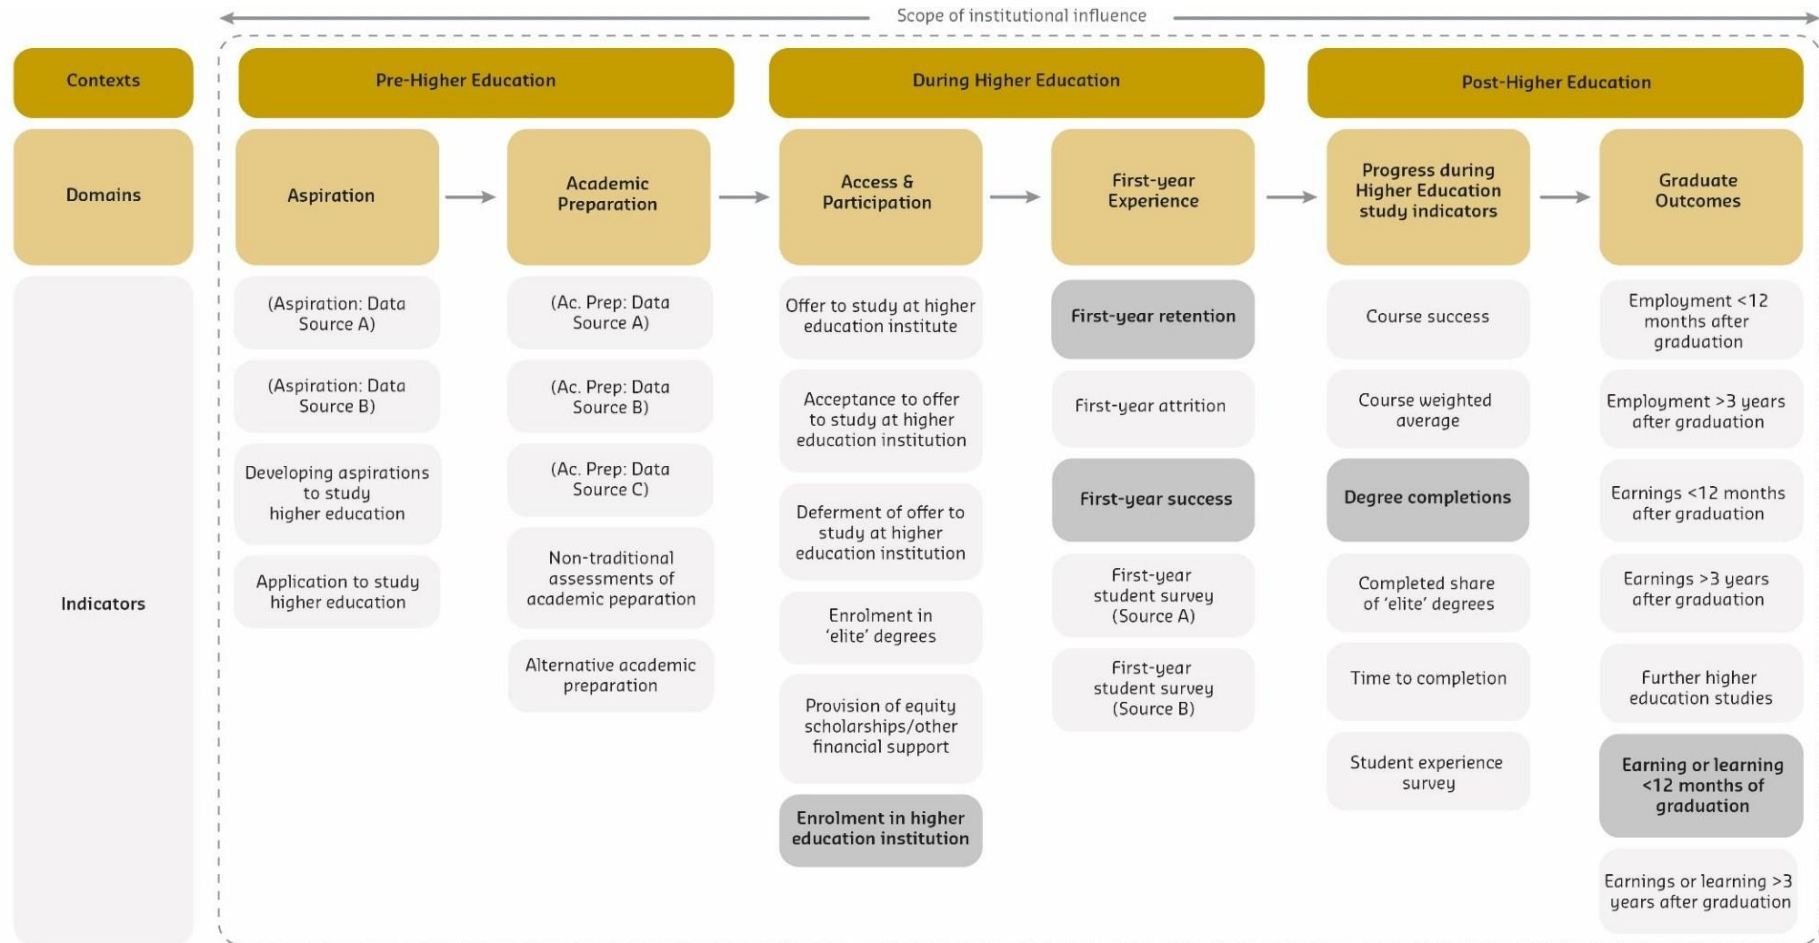 Scope of institutional influence
Contexts
Pre-Higher Education
During Higher Education
Post-Higher Education
Domains
Aspiration
Academic
Preparation
Access &
Participation
First-year
Experience
Progress during
Higher Education
study indicators
Graduate
Outcomes
Indicators
(Aspiration: Data
Source A)
(Aspiration: Data
Source B)
Developing aspirations
to study
higher education
Application to study
higher education
(Ac. Prep: Data
Source A)
(Ac. Prep: Data
Source B)
(Ac. Prep: Data
Source C)
Non-traditional
assessments of
academic peparation
Alternative academic
preparation
Offer to study at higher
education institute
Acceptance to offer
to study at higher
education institution
Deferment of offer to
study at higher
education institution
Enrolment in
‘elite’ degrees
Provision of equity
scholarships/other
financial support
Enrolment in higher
education institution
First-year retention
First-year attrition
First-year success
First-year
student survey
(Source A)
First-year
student survey
(Source B)
Course success
Course weighted
average
Degree completions
Completed share
of ‘elite’ degrees
Time to completion
Student experience
survey
Employment <12
months after
graduation
Employment >3 years
after graduation
Earnings <12 months
after graduation
Earnings >3 years
after graduation
Further higher
education studies
Earning or learning
<12 months of
graduation
Earnings or learning >3
years after graduation